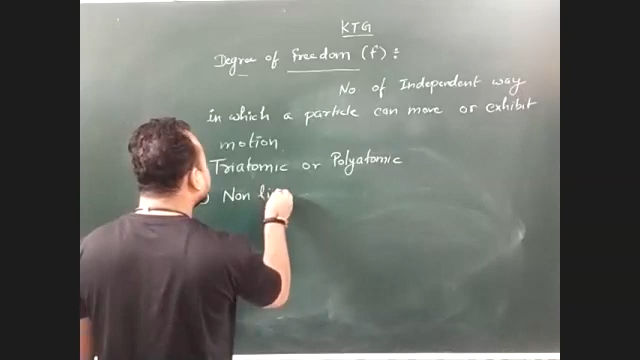 KTG
Degree of freedom (f) :
No of Independent way
in which a particle can move or exhibit
motion.
Triatomic or Polyatomic
Non li